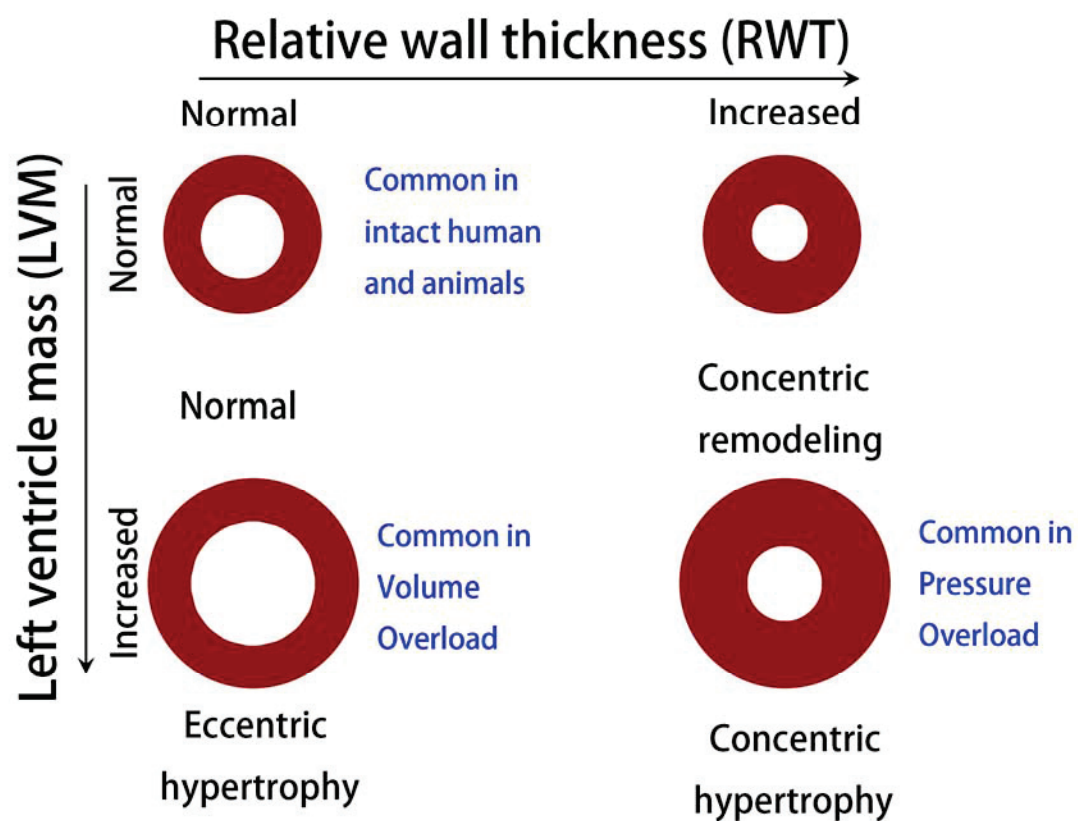 Relative wall thickness (RWT)
Normal
Increased
Left ventricle mass (LVM)
Normal
Common in
intact human
and animals
Normal
Concentric
remodeling
Increased
Common in
Volume
Overload
Common in
Pressure
Overload
Eccentric
hypertrophy
Concentric
hypertrophy